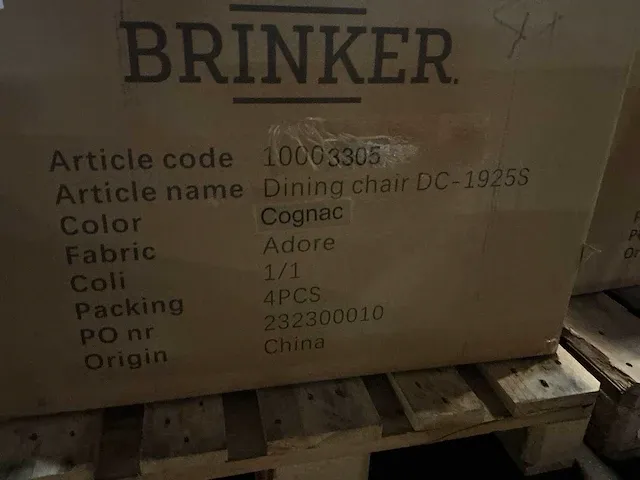 BRINKER.
Article code 10003305
Article name Dining chair DC-1925S
Color Cognac
Fabric Adore
Coli 1/1
Packing 4PCS
PO nr 232300010
Origin China